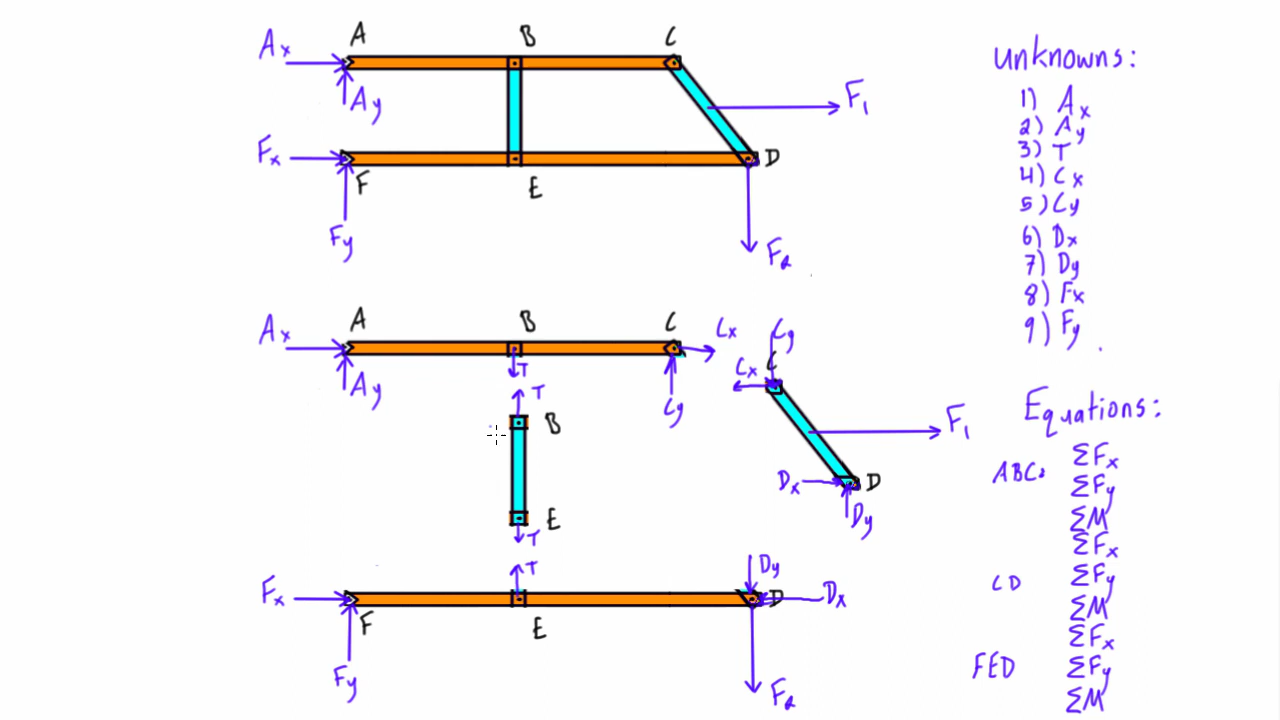 A B C
Ax
Ay
F1
Fx
F
E
D
Fy
F2
A B C
Ax
Ay
T
Cx
Cy
T
B
E
T
Cy
C
Cx
F1
Dx
D
Dy
T
Dy
Fx
D
Dx
F
E
Fy
F2
Unknowns:
1) Ax
2) Ay
3) T
4) Cx
5) Cy
6) Dx
7) Dy
8) Fx
9) Fy
Equations:
ABC: ΣFx
ΣFy
ΣM
ΣFx
CD ΣFy
ΣM
ΣFx
FED ΣFy
ΣM